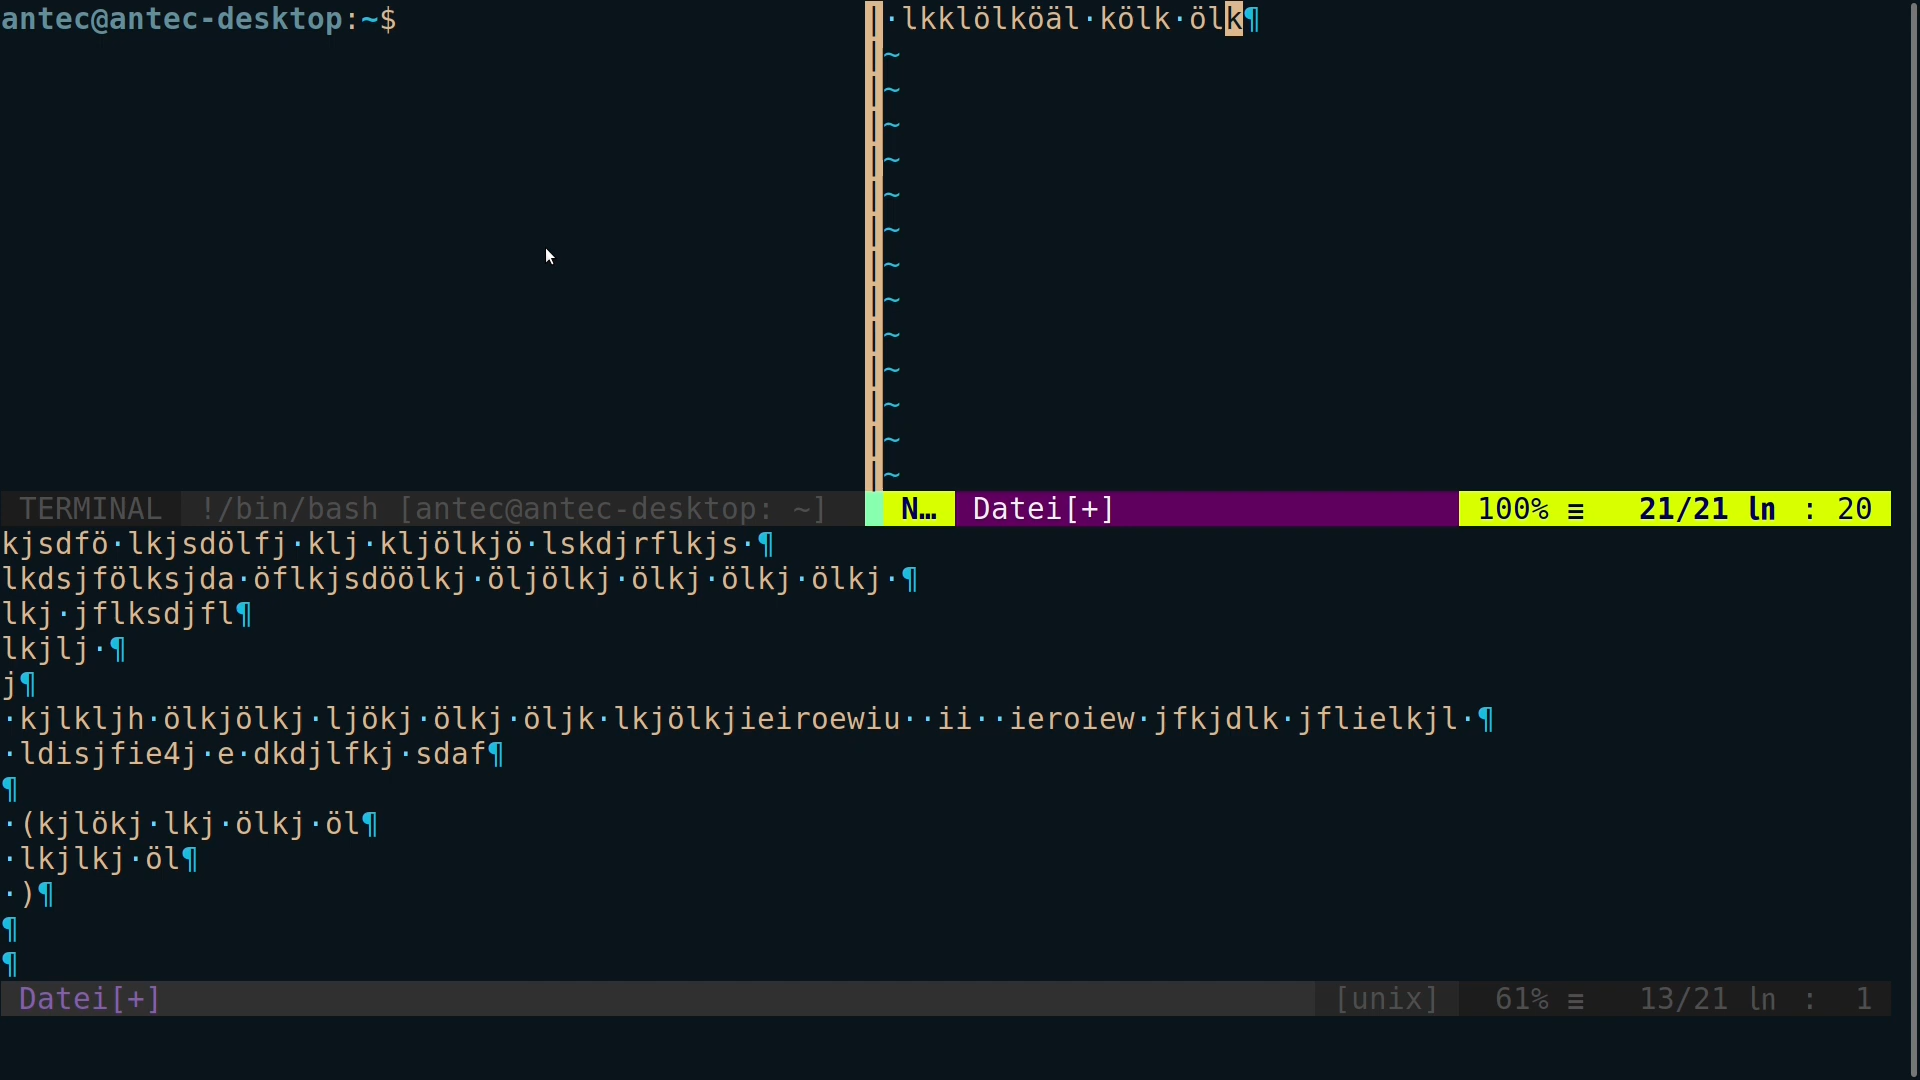 antec@antec-desktop:~$
·lkklölköäl·kölk·ölk¶
~
~
~
~
~
~
~
~
~
~
~
~
~
TERMINAL !/bin/bash [antec@antec-desktop: ~]
N… Datei[+] 100% ≡ 21/21 ln : 20
kjsdfö·lkjsdölfj·klj·kljölkjö·lskdjrflkjs·¶
lkdsjfölksjda·öflkjsdöölkj·öljölkj·ölkj·ölkj·ölkj·¶
lkj·jflksdjfl¶
lkjlj·¶
j¶
·kjlkljh·ölkjölkj·ljökj·ölkj·öljk·lkjölkjieiroewiu··ii··ieroiew·jfkjdlk·jflielkjl·¶
·ldisjfie4j·e·dkdjlfkj·sdaf¶
¶
·(kjlökj·lkj·ölkj·öl¶
·lkjlkj·öl¶
·)¶
¶
¶
Datei[+] [unix] 61% ≡ 13/21 ln : 1